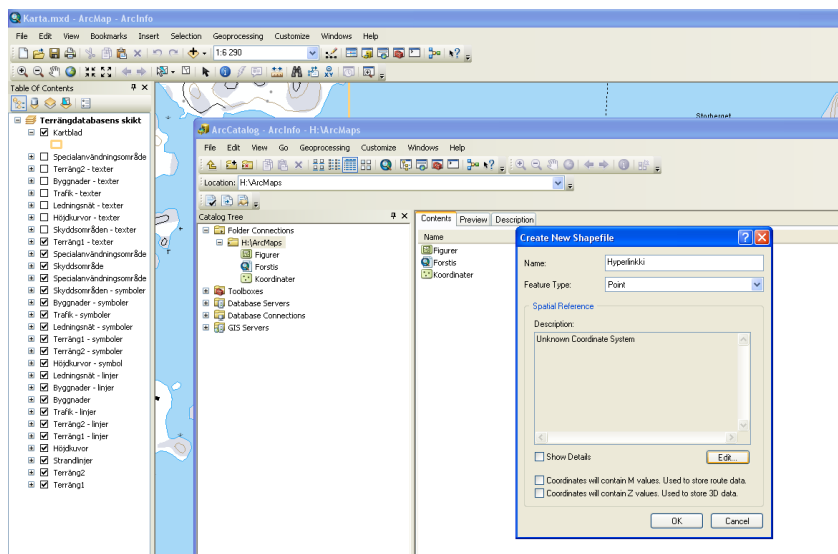 Karta.mxd - ArcMap - ArcInfo
File Edit View Bookmarks Insert Selection Geoprocessing Customize Windows Help
1:6 290
Table Of Contents
Terrängdatabasens skikt
Kartblad
Specialanvändningsområde
Terräng2 - texter
Byggnader - texter
Trafik - texter
Ledningsnät - texter
Höjdkurvor - texter
Skyddsområden - texter
Terräng1 - texter
Specialanvändningsområde
Skyddsområde
Specialanvändningsområde
Skyddsområden - symboler
Byggnader - symboler
Trafik - symboler
Ledningsnät - symboler
Terräng1 - symboler
Terräng2 - symboler
Höjdkurvor - symbol
Ledningsnät - linjer
Byggnader - linjer
Byggnader
Trafik - linjer
Terräng2 - linjer
Terräng1 - linjer
Höjdkuvor
Strandlinjer
Terräng2
Terräng1
ArcCatalog - ArcInfo - H:\ArcMaps
File Edit View Go Geoprocessing Customize Windows Help
Location: H:\ArcMaps
Catalog Tree
Folder Connections
H:\ArcMaps
Figurer
Forstis
Koordinater
Toolboxes
Database Servers
Database Connections
GIS Servers
Contents Preview Description
Name
Figurer
Forstis
Koordinater
Create New Shapefile
Name: Hyperlinkki
Feature Type: Point
Spatial Reference
Description:
Unknown Coordinate System
Show Details Edit...
Coordinates will contain M values. Used to store route data.
Coordinates will contain Z values. Used to store 3D data.
OK Cancel